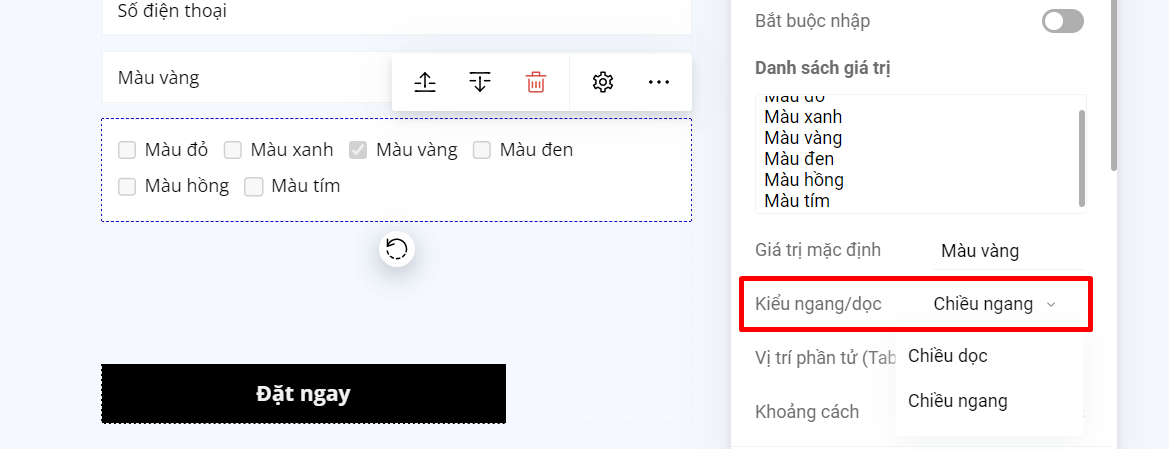 Số điện thoại
Màu vàng
Màu đỏ Màu xanh Màu vàng Màu đen
Màu hồng Màu tím
Đặt ngay
Bắt buộc nhập
Danh sách giá trị
Màu đỏ
Màu xanh
Màu vàng
Màu đen
Màu hồng
Màu tím
Giá trị mặc định Màu vàng
Kiểu ngang/dọc Chiều ngang
Vị trí phần tử (Tab
Chiều dọc
Chiều ngang
Khoảng cách